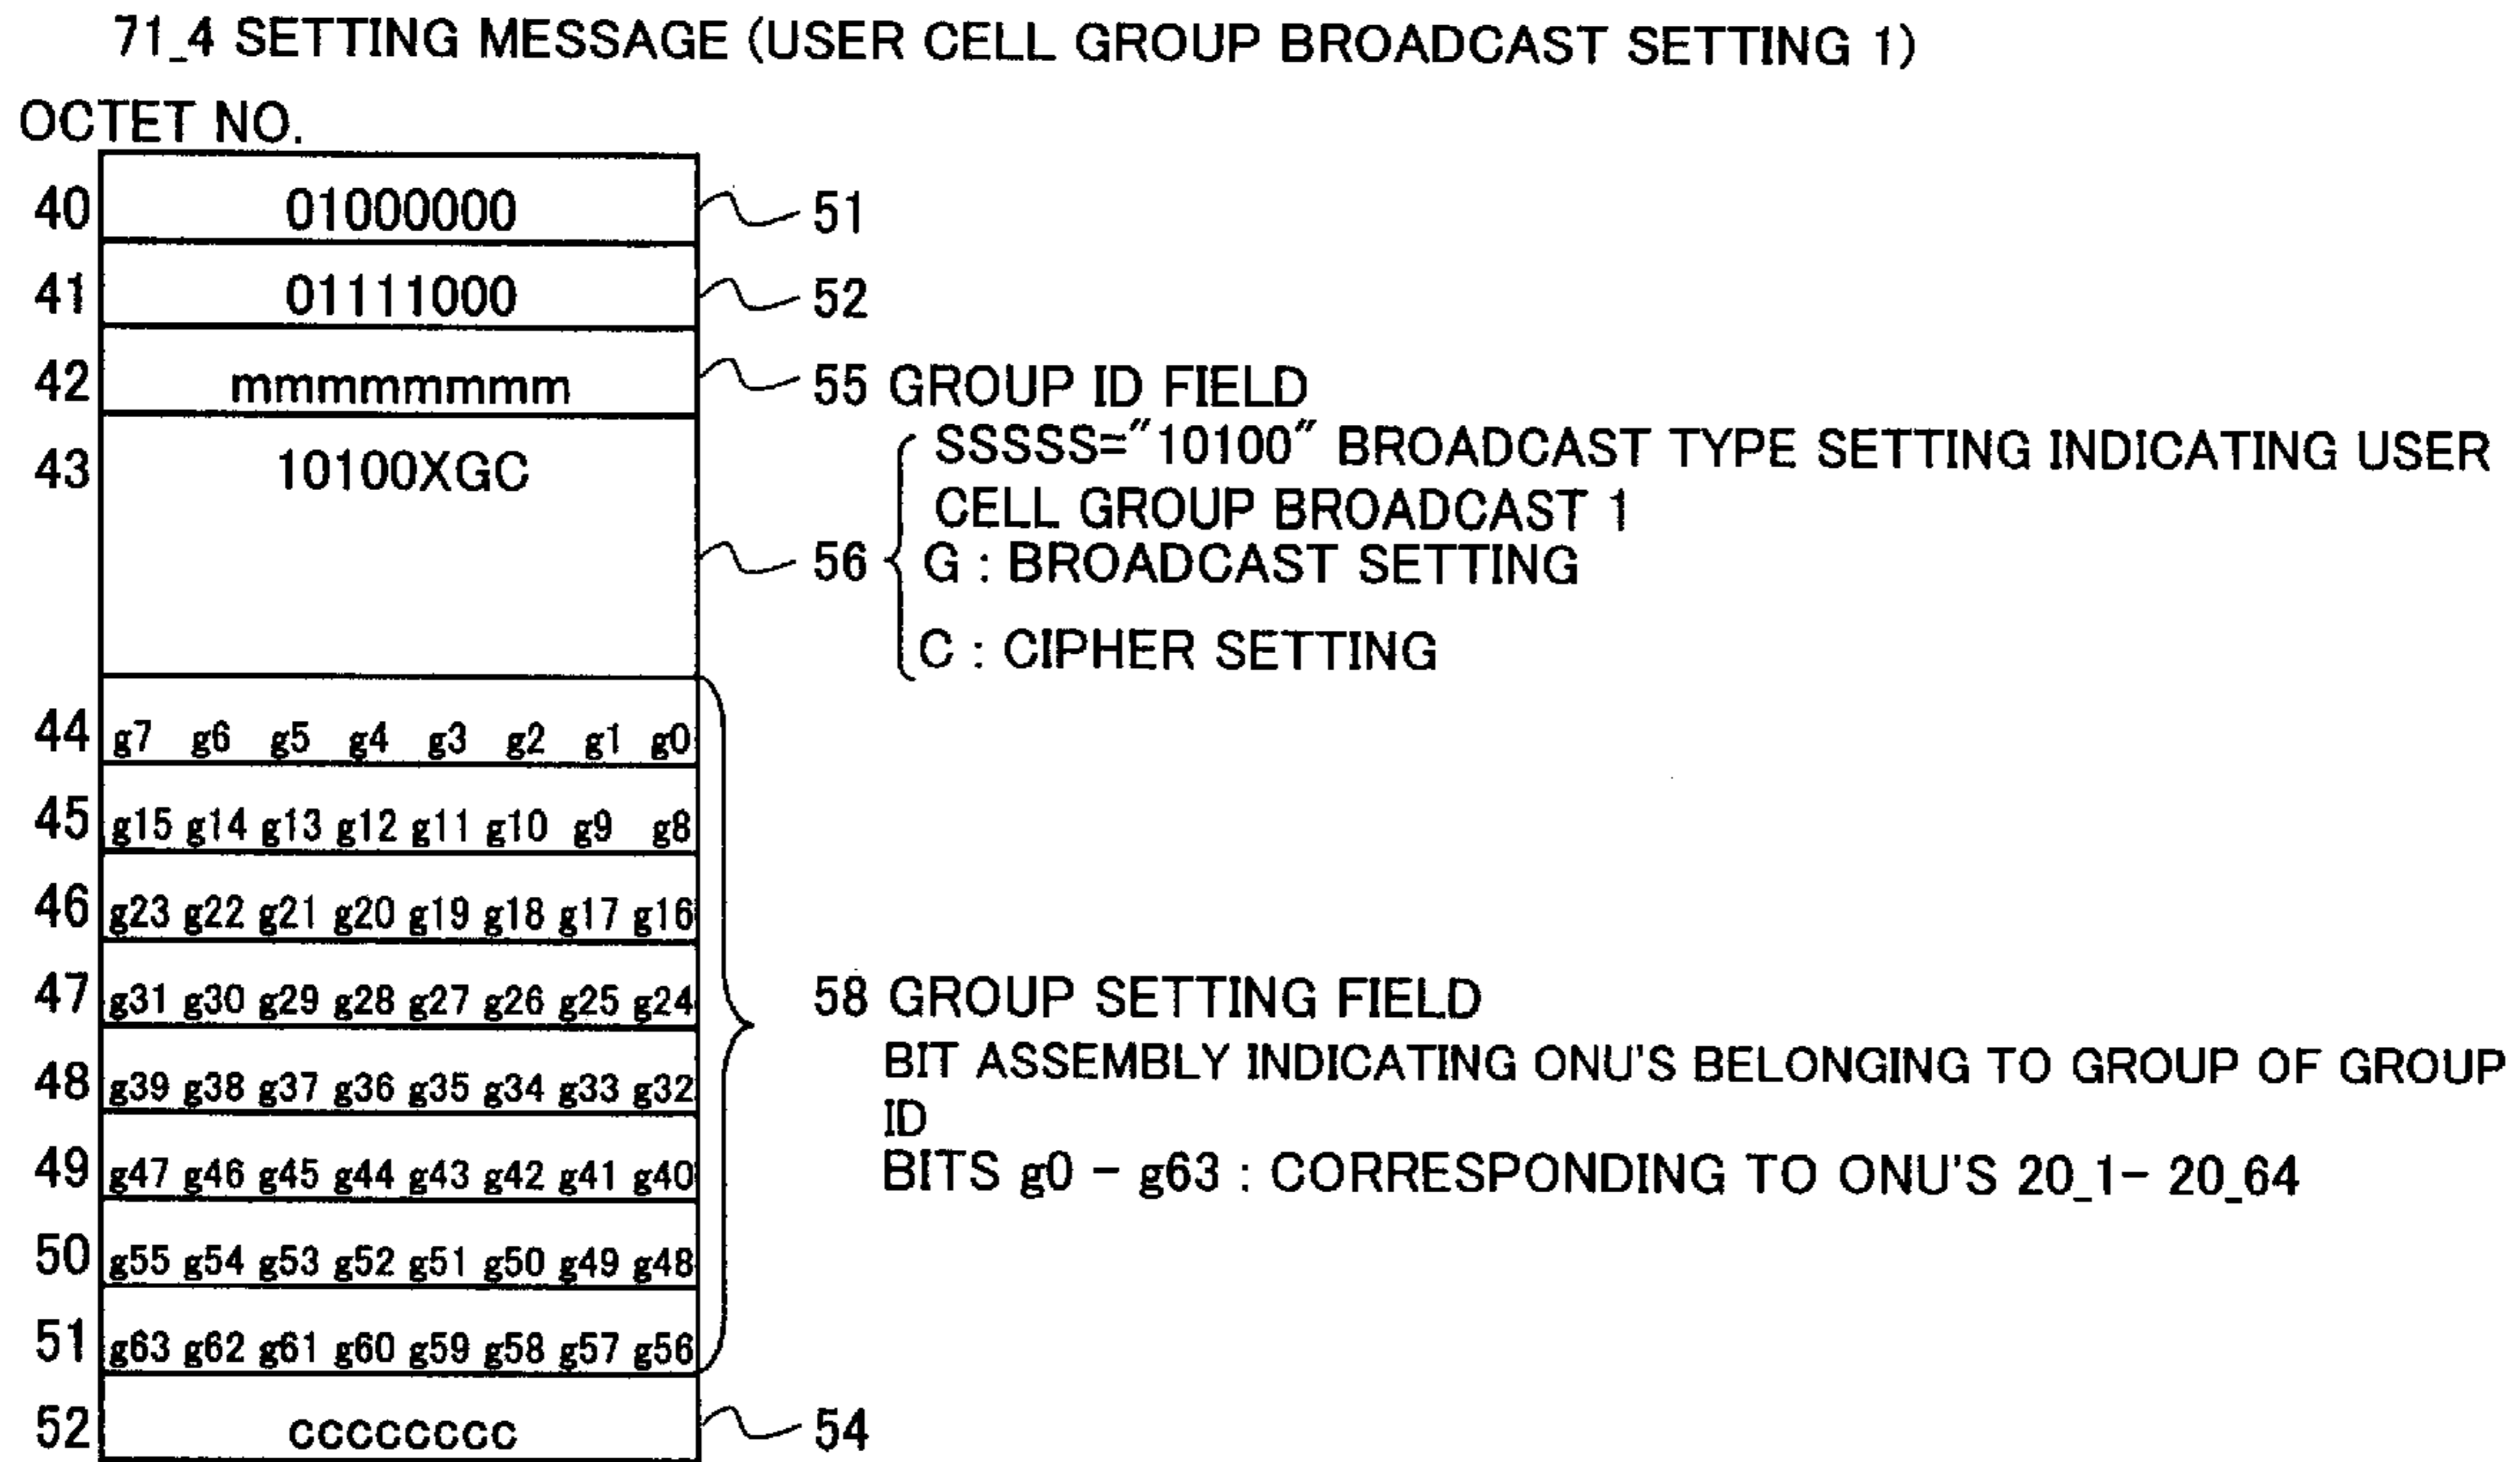 71_4 SETTING MESSAGE (USER CELL GROUP BROADCAST SETTING 1)
OCTET NO.
40 01000000 51
41 01111000 52
42 mmmmmmmm 55 GROUP ID FIELD
43 10100XGC 56 SSSSS="10100" BROADCAST TYPE SETTING INDICATING USER
CELL GROUP BROADCAST 1
G : BROADCAST SETTING
C : CIPHER SETTING
44 g7 g6 g5 g4 g3 g2 g1 g0
45 g15 g14 g13 g12 g11 g10 g9 g8
46 g23 g22 g21 g20 g19 g18 g17 g16
47 g31 g30 g29 g28 g27 g26 g25 g24
58 GROUP SETTING FIELD
BIT ASSEMBLY INDICATING ONU'S BELONGING TO GROUP OF GROUP
ID
BITS g0 - g63 : CORRESPONDING TO ONU'S 20_1- 20_64
48 g39 g38 g37 g36 g35 g34 g33 g32
49 g47 g46 g45 g44 g43 g42 g41 g40
50 g55 g54 g53 g52 g51 g50 g49 g48
51 g63 g62 g61 g60 g59 g58 g57 g56
52 cccccccc 54